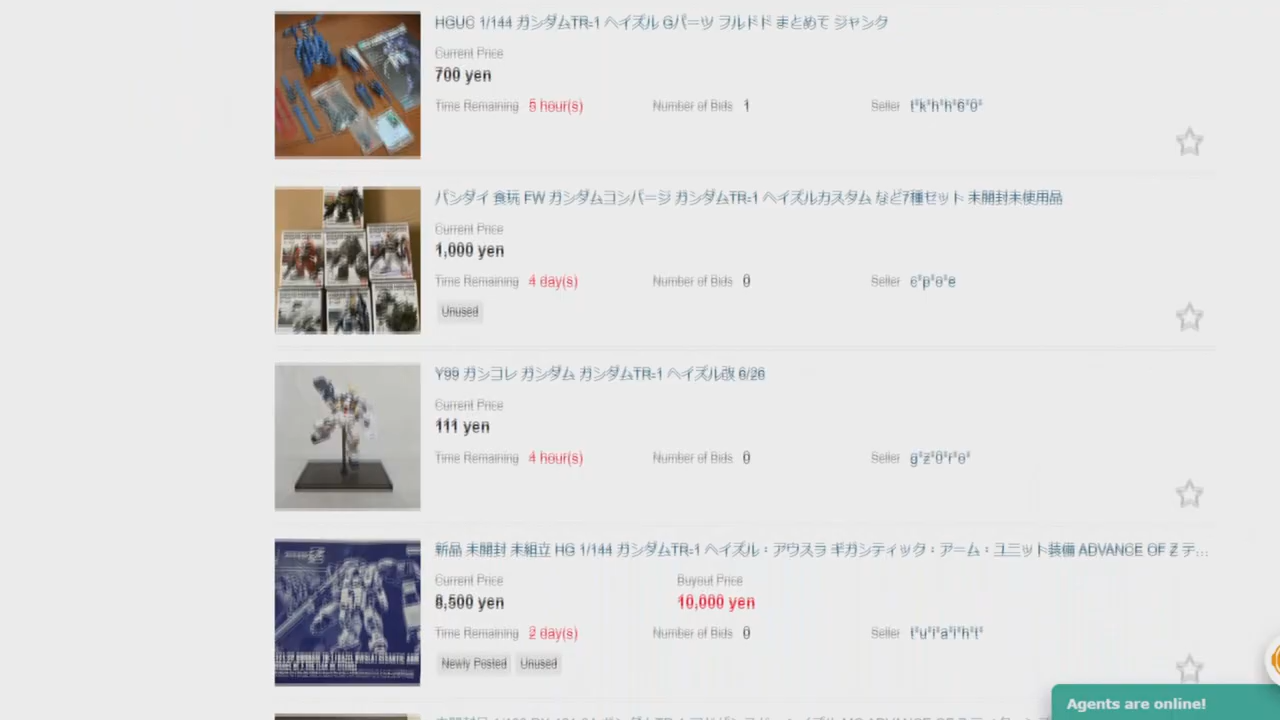 HGUC 1/144 ガンダムTR-1 ヘイズル Gパーツ フルドド まとめて ジャンク
Current Price
700 yen
Time Remaining 5 hour(s) Number of Bids 1 Seller t*k*h*h*6*0*
バンダイ 食玩 FW ガンダムコンバージ ガンダムTR-1 ヘイズルカスタム など7種セット 未開封未使用品
Current Price
1,000 yen
Time Remaining 4 day(s) Number of Bids 0 Seller c*p*o*e
Unused
Y99 ガシコレ ガンダム ガンダムTR-1 ヘイズル改 6/26
Current Price
111 yen
Time Remaining 4 hour(s) Number of Bids 0 Seller g*z*0*r*o*
新品 未開封 未組立 HG 1/144 ガンダムTR-1 ヘイズル・アウスラ ギガンティック・アーム・ユニット装備 ADVANCE OF Z テ...
Current Price Buyout Price
8,500 yen 10,000 yen
Time Remaining 2 day(s) Number of Bids 0 Seller t*u*i*a*i*h*t*
Newly Posted Unused
Agents are online!